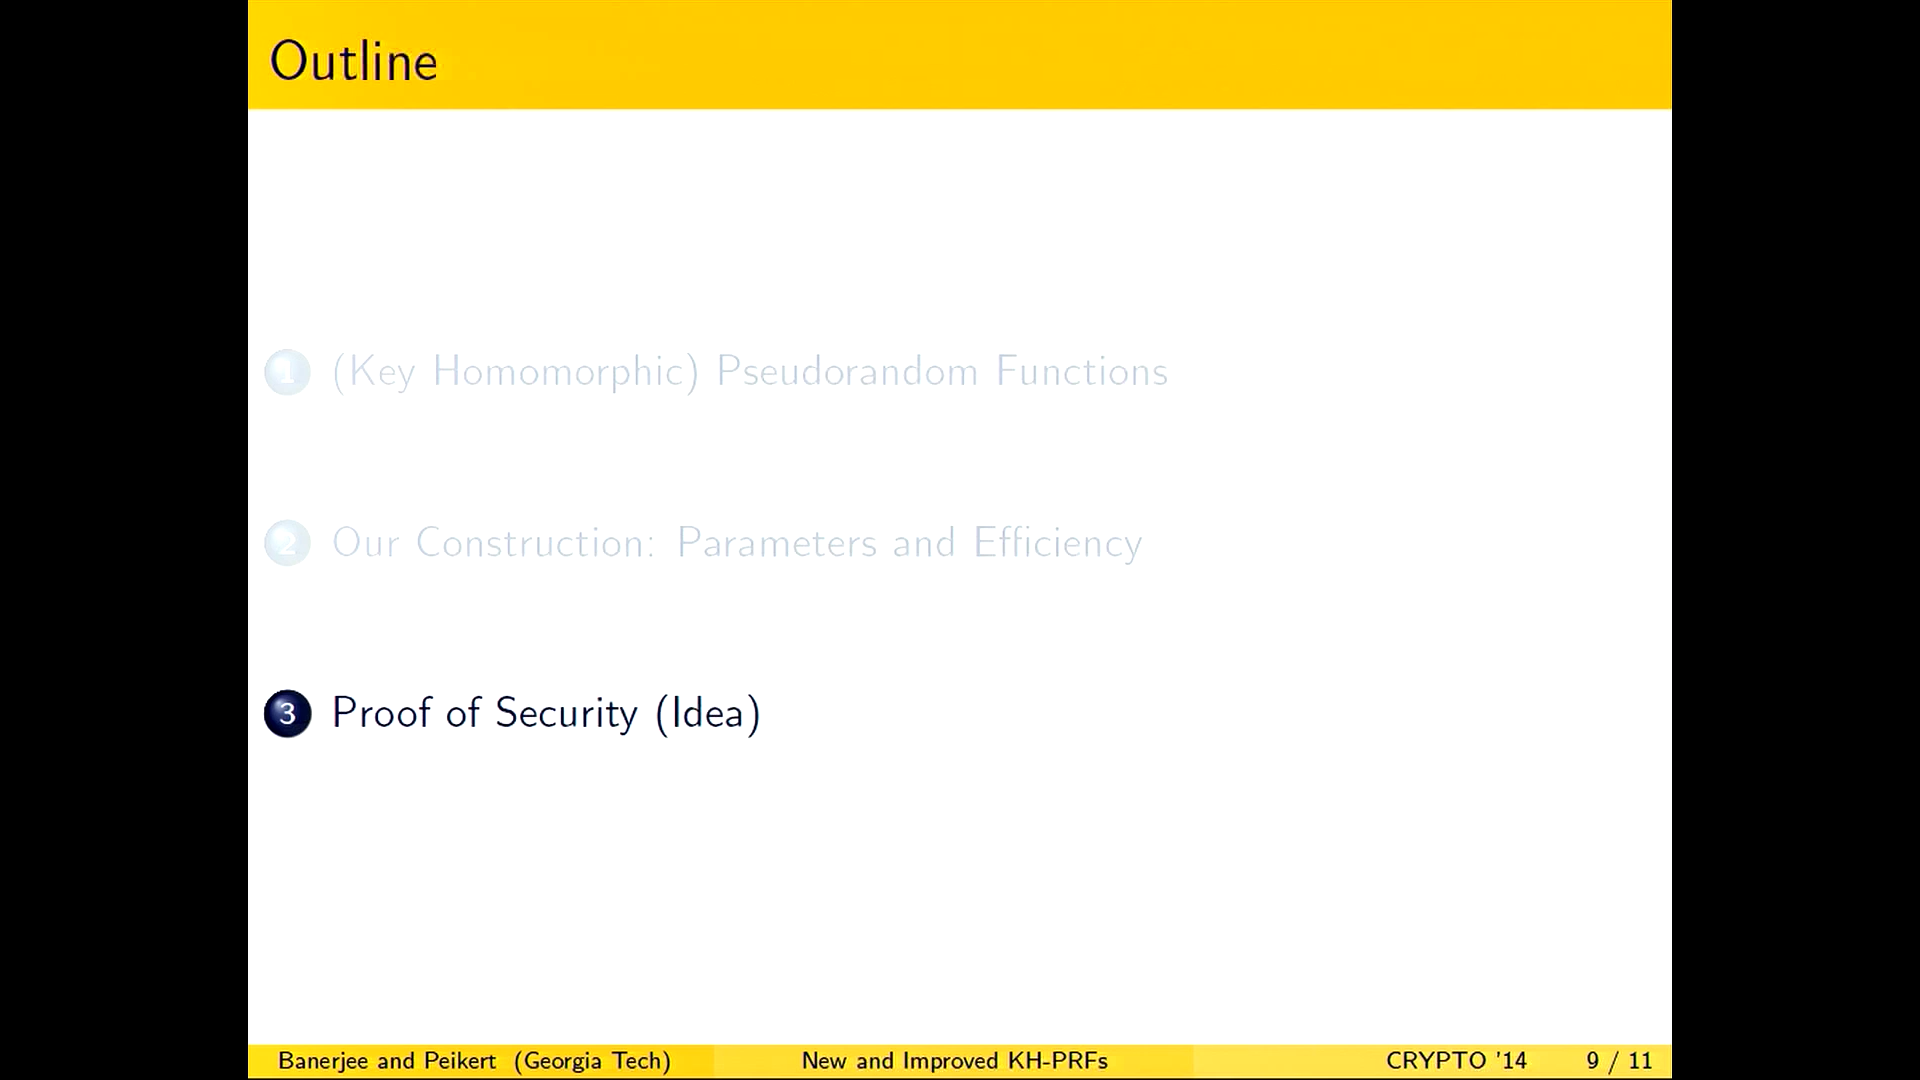 Outline
1 (Key Homomorphic) Pseudorandom Functions
2 Our Construction: Parameters and Efficiency
3 Proof of Security (Idea)
Banerjee and Peikert (Georgia Tech) New and Improved KH-PRFs CRYPTO '14 9 / 11